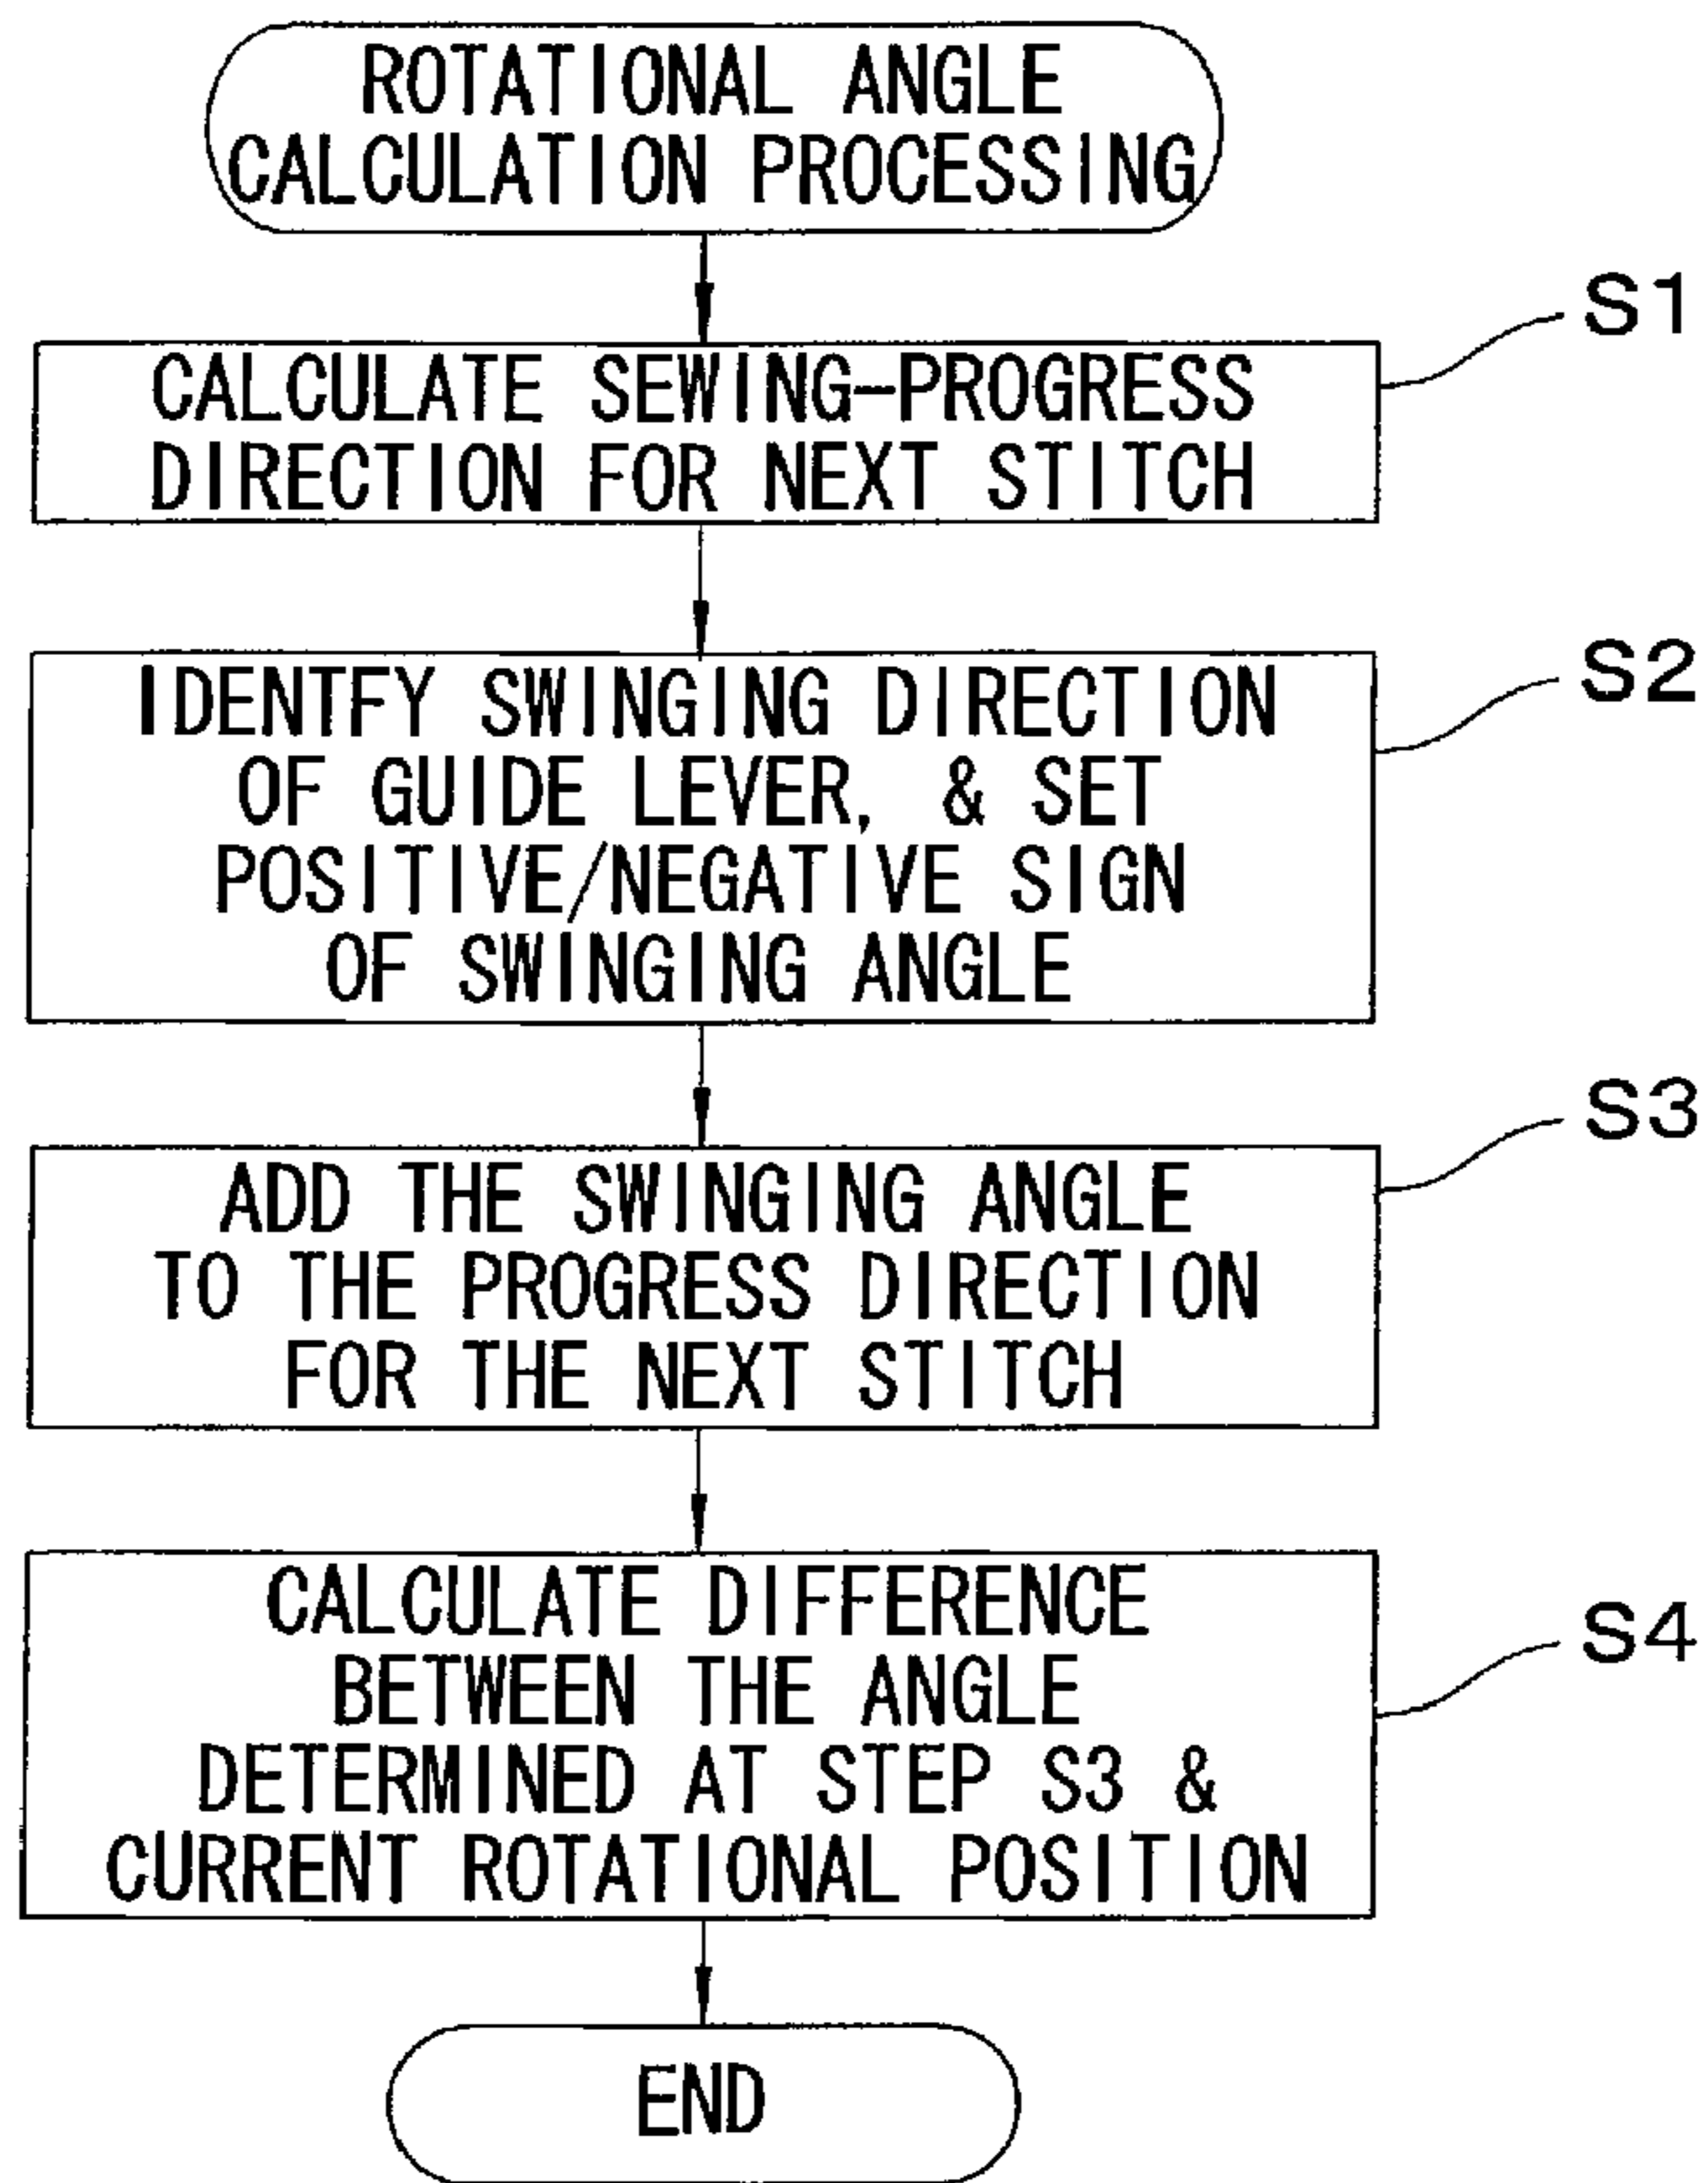 ROTATIONAL ANGLE
CALCULATION PROCESSING
S1
CALCULATE SEWING-PROGRESS
DIRECTION FOR NEXT STITCH
S2
IDENTFY SWINGING DIRECTION
OF GUIDE LEVER, & SET
POSITIVE/NEGATIVE SIGN
OF SWINGING ANGLE
S3
ADD THE SWINGING ANGLE
TO THE PROGRESS DIRECTION
FOR THE NEXT STITCH
S4
CALCULATE DIFFERENCE
BETWEEN THE ANGLE
DETERMINED AT STEP S3 &
CURRENT ROTATIONAL POSITION
END